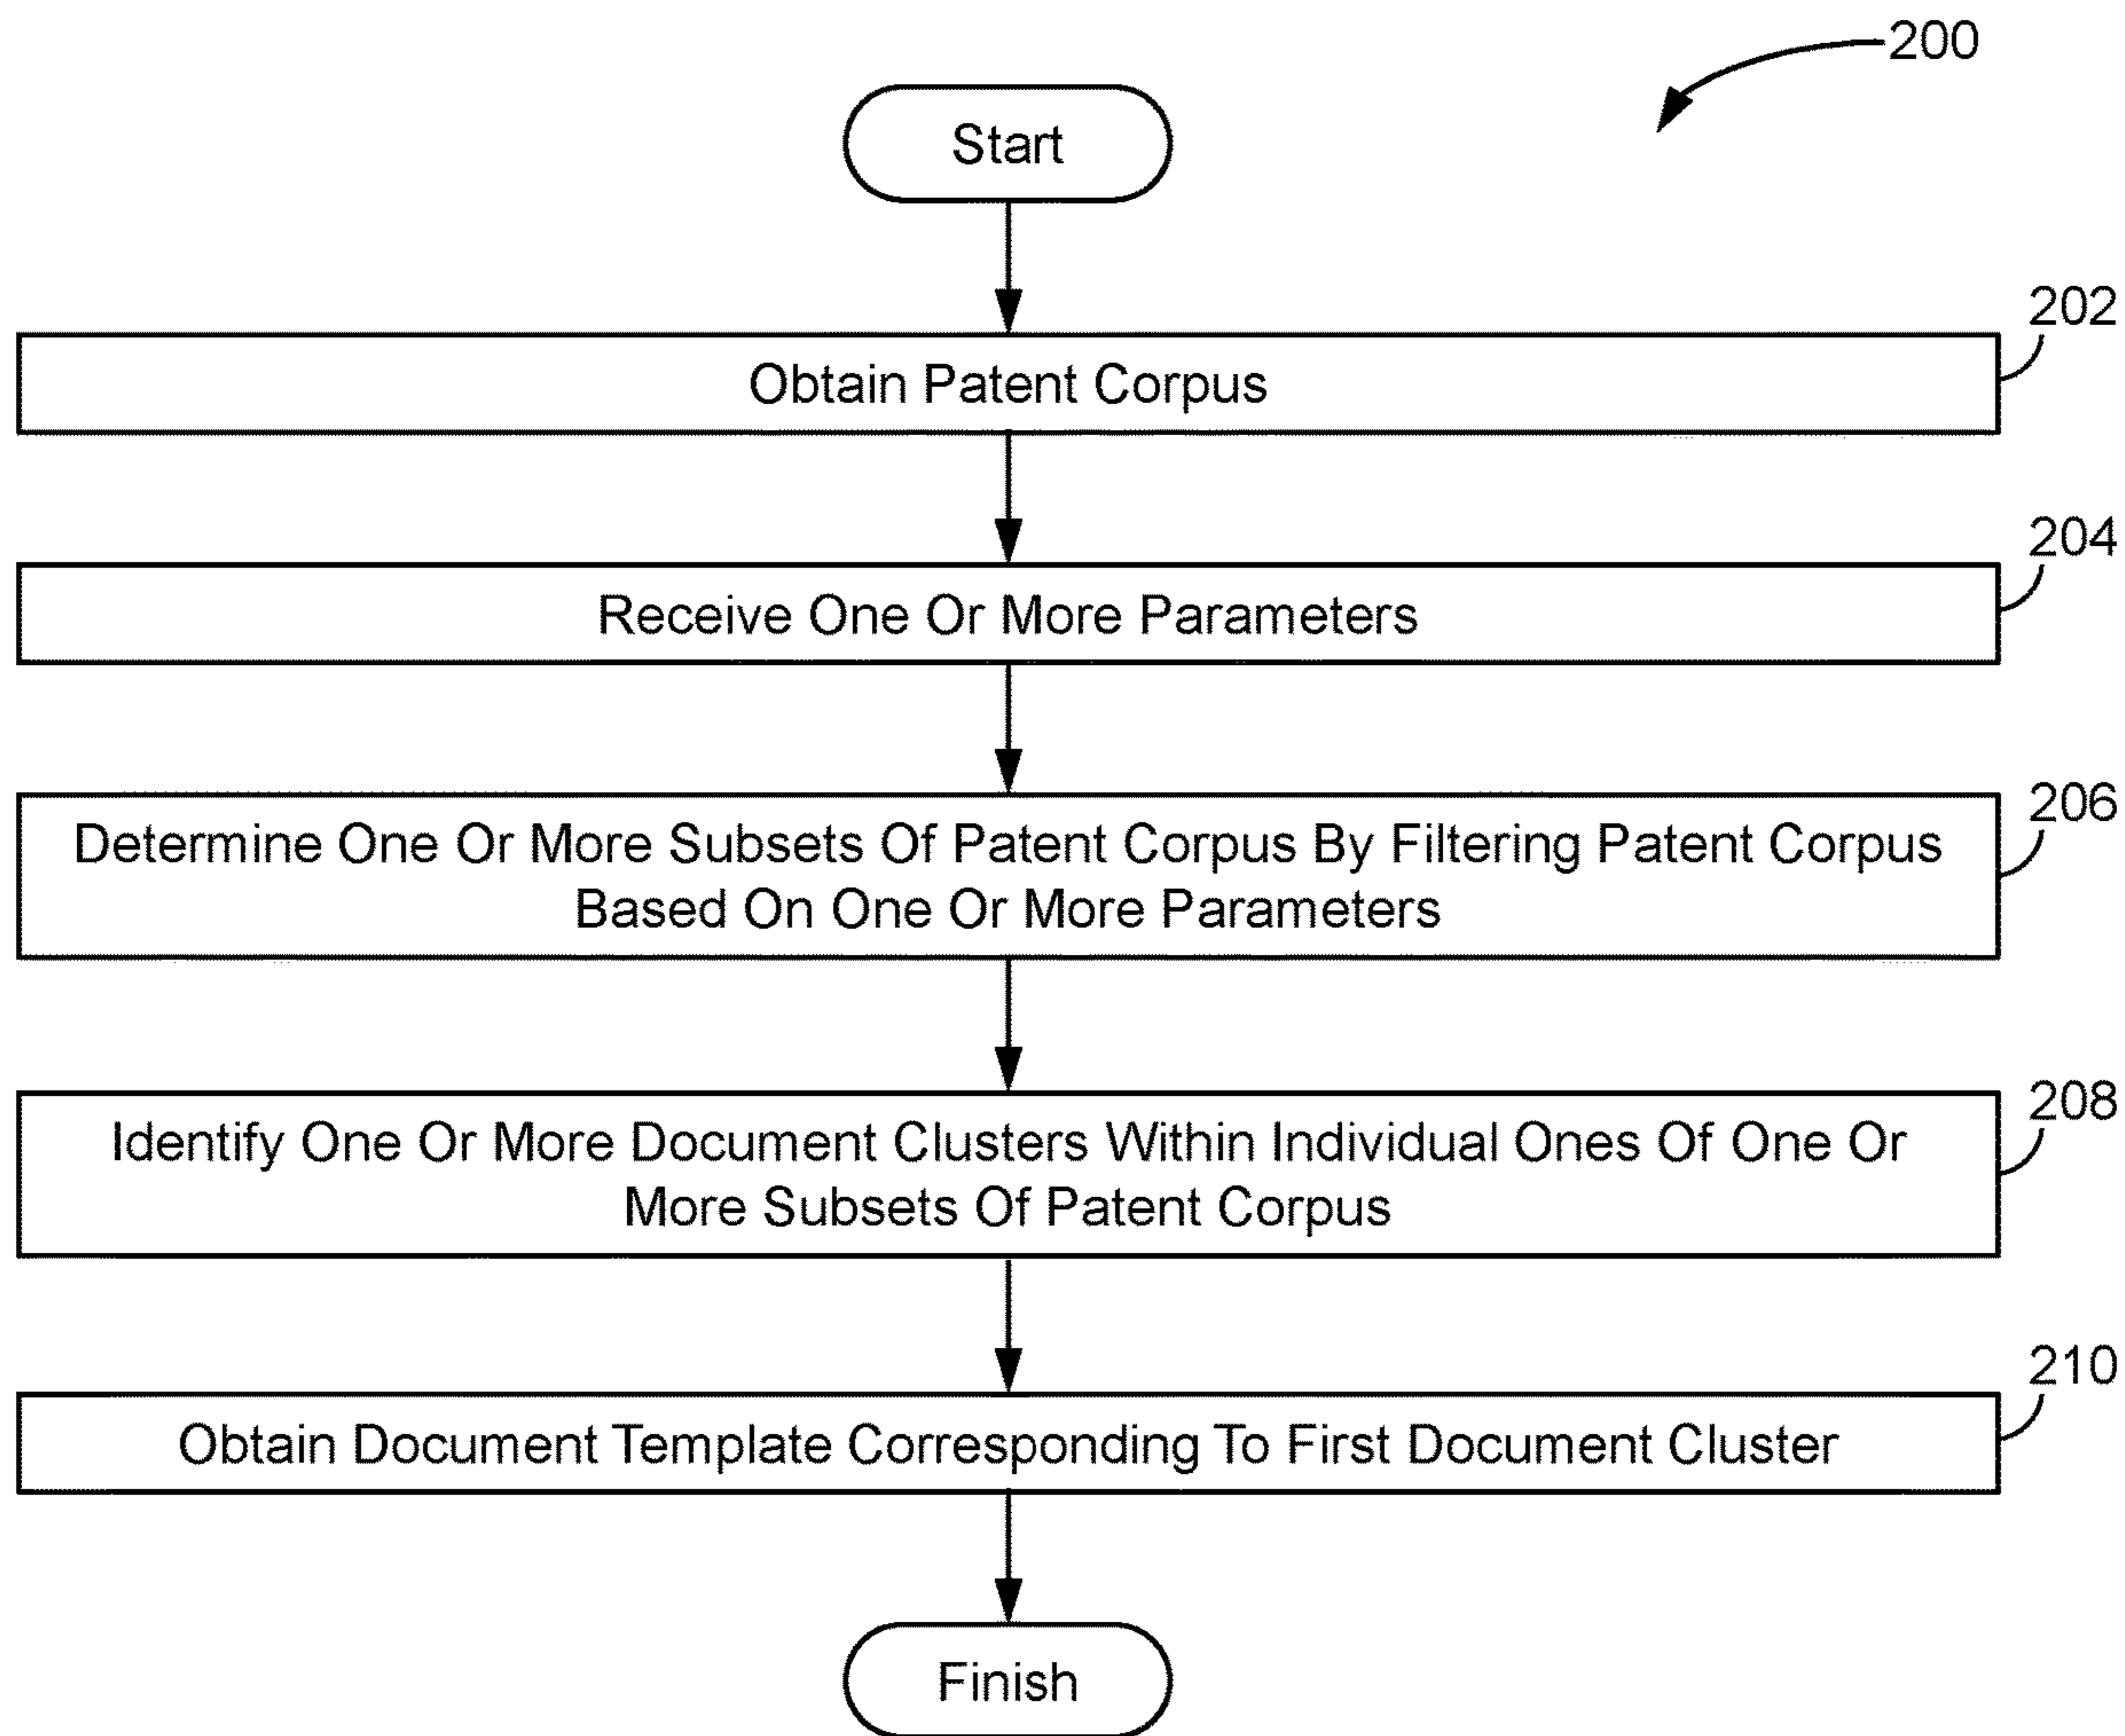 200
Start
202
Obtain Patent Corpus
204
Receive One Or More Parameters
206
Determine One Or More Subsets Of Patent Corpus By Filtering Patent Corpus
Based On One Or More Parameters
208
Identify One Or More Document Clusters Within Individual Ones Of One Or
More Subsets Of Patent Corpus
210
Obtain Document Template Corresponding To First Document Cluster
Finish